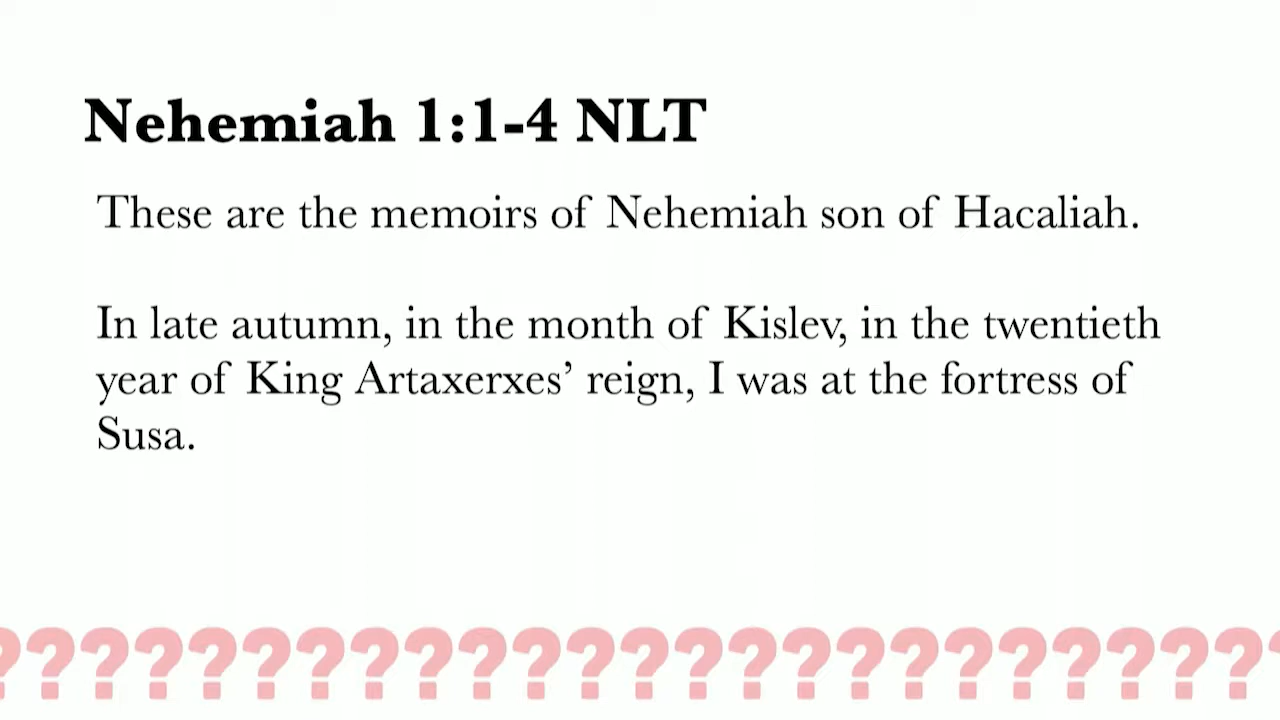 Nehemiah 1:1-4 NLT
These are the memoirs of Nehemiah son of Hacaliah.
In late autumn, in the month of Kislev, in the twentieth
year of King Artaxerxes’ reign, I was at the fortress of
Susa.
????????????????????????